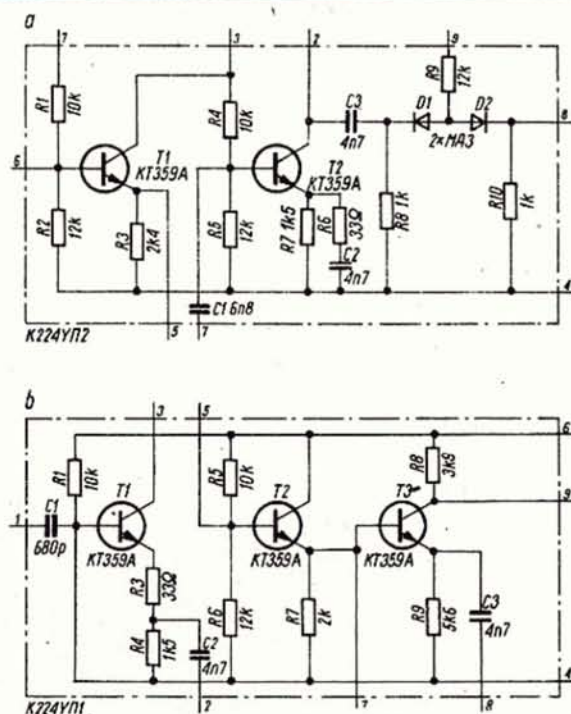 a
7 3 2 9
R1 10k
R4 10k
C3 4n7
R9 12k
D1 D2
2×МАЗ
8
6
T1 KT359A
T2 KT359A
R2 12k
R3 2k4
R5 12k
R7 1k5
R6 33Ω
C2 4n7
R8 1k
R10 1k
4
C1 6n8
К224УП2
5 7
b
3 5
6
R1 10k
R5 10k
R8 3k9
T1 T2 T3
9
1
C1 680p
KT359A KT359A KT359A
R3 33Ω
R4 1k5
C2 4n7
R6 12k
R7 2k
R9 5k6
C3 4n7
4
К224УП1
2 7 8